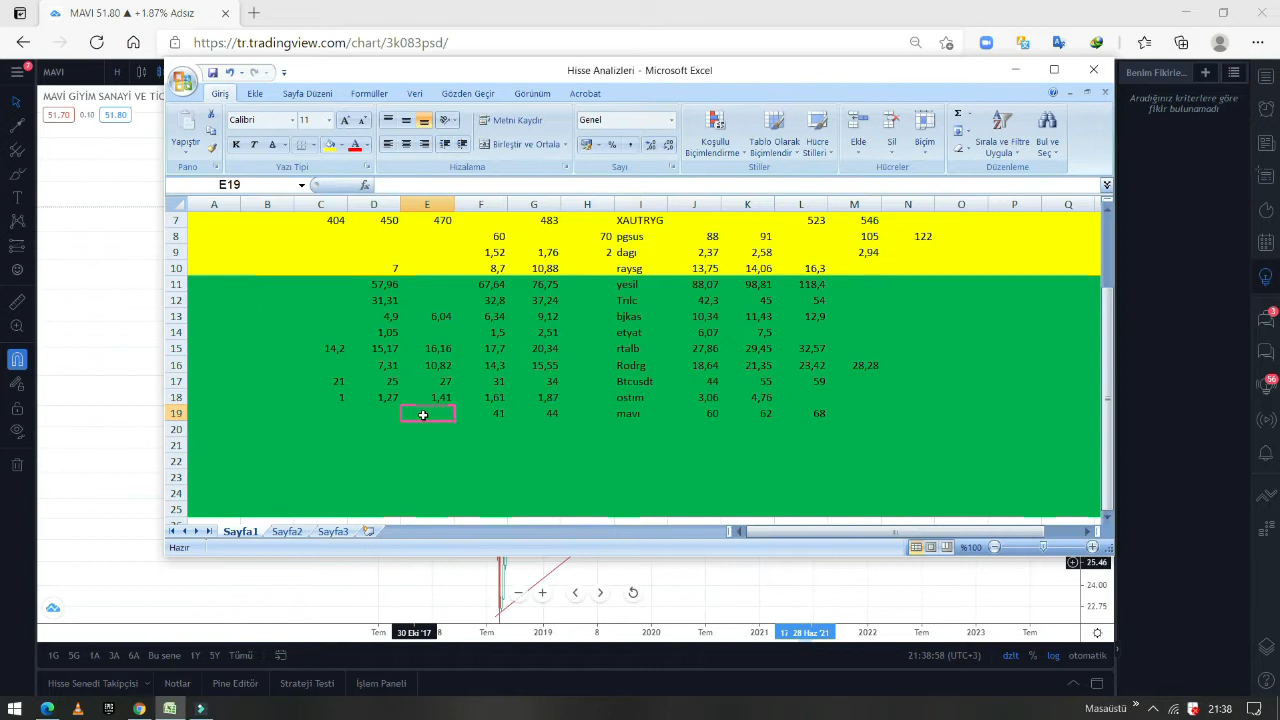 MAVI 51.80 ▲ +1.87% Adsız
https://tr.tradingview.com/chart/3k083psd/
MAVI
H
MAVİ GİYİM SANAYİ VE TİC
51.70 0.10 51.80
Benim Fikirle...
Aradığınız kriterlere göre
fikir bulunamadı
Hisse Analizleri - Microsoft Excel
Giriş Ekle Sayfa Düzeni Formüller Veri Gözden Geçir Görünüm Acrobat
Yapıştır
Pano
Calibri 11
K T A
Yazı Tipi
Metni Kaydır
Birleştir ve Ortala
Hizalama
Genel
%
Sayı
Koşullu
Biçimlendirme
Tablo Olarak
Biçimlendir
Hücre
Stilleri
Stiller
Ekle Sil Biçim
Hücreler
Σ
Sırala ve Filtre
Uygula
Bul ve
Seç
Düzenleme
E19
fx
A B C D E F G H I J K L M N O P Q
7 404 450 470 483 XAUTRYG 523 546
8 60 70 pgsus 88 91 105 122
9 1,52 1,76 2 dagı 2,37 2,58 2,94
10 7 8,7 10,88 raysg 13,75 14,06 16,3
11 57,96 67,64 76,75 yesil 88,07 98,81 118,4
12 31,31 32,8 37,24 Trılc 42,3 45 54
13 4,9 6,04 6,34 9,12 bjkas 10,34 11,43 12,9
14 1,05 1,5 2,51 etyat 6,07 7,5
15 14,2 15,17 16,16 17,7 20,34 rtalb 27,86 29,45 32,57
16 7,31 10,82 14,3 15,55 Rodrg 18,64 21,35 23,42 28,28
17 21 25 27 31 34 Btcusdt 44 55 59
18 1 1,27 1,41 1,61 1,87 ostım 3,06 4,76
19 41 44 mavı 60 62 68
20
21
22
23
24
25
Sayfa1 Sayfa2 Sayfa3
Hazır
%100
25.46
24.00
22.75
Tem 30 Eki '17 8 Tem 2019 8 2020 Tem 2021 17 28 Haz '21 2022 Tem 2023 Tem
1G 5G 1A 3A 6A Bu sene 1Y 5Y Tümü
21:38:58 (UTC+3) dzlt % log otomatik
Hisse Senedi Takipçisi Notlar Pine Editör Strateji Testi İşlem Paneli
3
56
Masaüstü
21:38